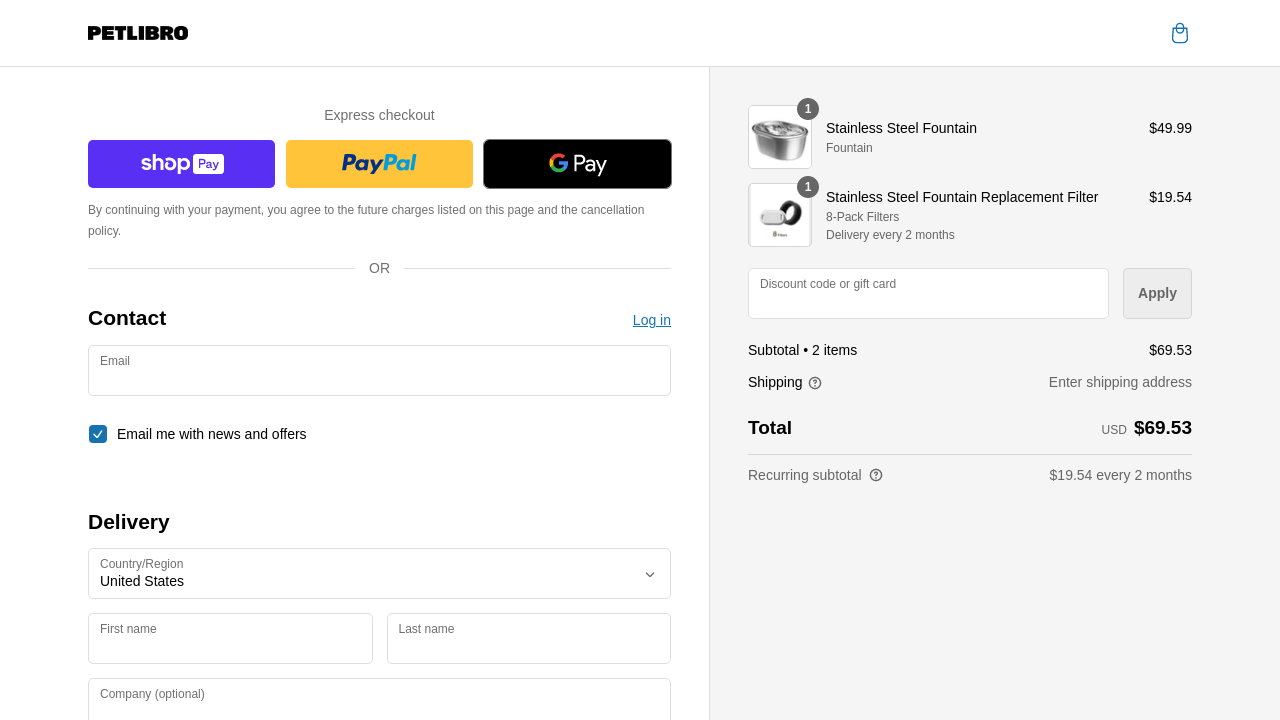 PETLIBRO
Express checkout
shop Pay
PayPal
G Pay
By continuing with your payment, you agree to the future charges listed on this page and the cancellation
policy.
OR
Contact
Log in
Email
Email me with news and offers
Delivery
Country/Region
United States
First name
Last name
Company (optional)
1
Stainless Steel Fountain
$49.99
Fountain
1
Stainless Steel Fountain Replacement Filter
$19.54
8-Pack Filters
Delivery every 2 months
Discount code or gift card
Apply
Subtotal • 2 items
$69.53
Shipping
Enter shipping address
Total
USD $69.53
Recurring subtotal
$19.54 every 2 months